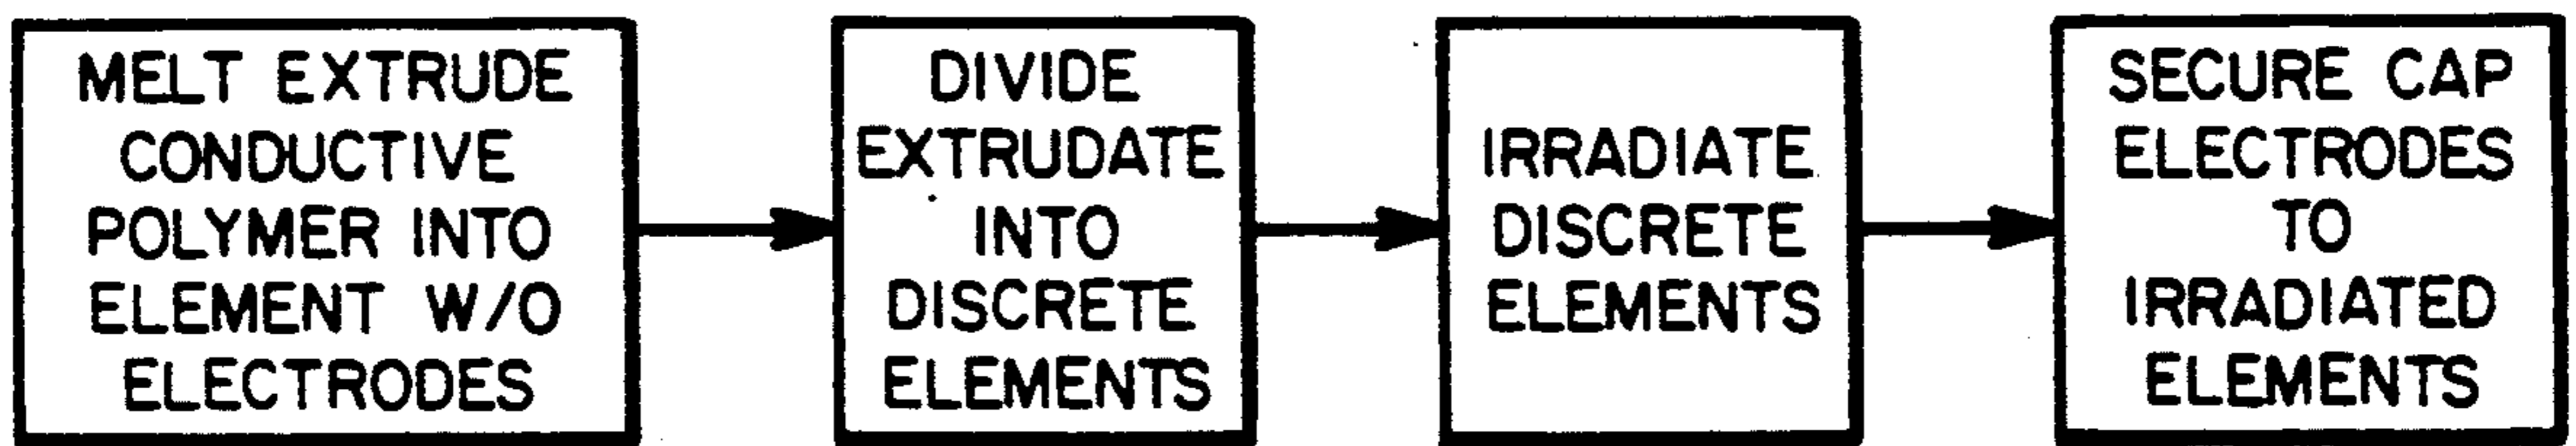 MELT EXTRUDE
CONDUCTIVE
POLYMER INTO
ELEMENT W/O
ELECTRODES
DIVIDE
EXTRUDATE
INTO
DISCRETE
ELEMENTS
IRRADIATE
DISCRETE
ELEMENTS
SECURE CAP
ELECTRODES
TO
IRRADIATED
ELEMENTS